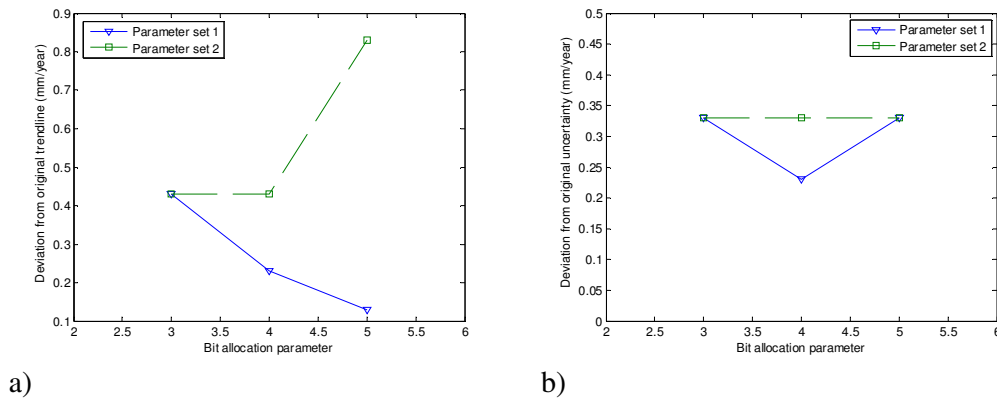 Parameter set 1
Parameter set 2
Deviation from original trendline (mm/year)
0.9
0.8
0.7
0.6
0.5
0.4
0.3
0.2
0.1
2 2.5 3 3.5 4 4.5 5 5.5 6
Bit allocation parameter
a)
Parameter set 1
Parameter set 2
Deviation from original uncertainty (mm/year)
0.5
0.45
0.4
0.35
0.3
0.25
0.2
0.15
0.1
0.05
0
2 2.5 3 3.5 4 4.5 5 5.5 6
Bit allocation parameter
b)